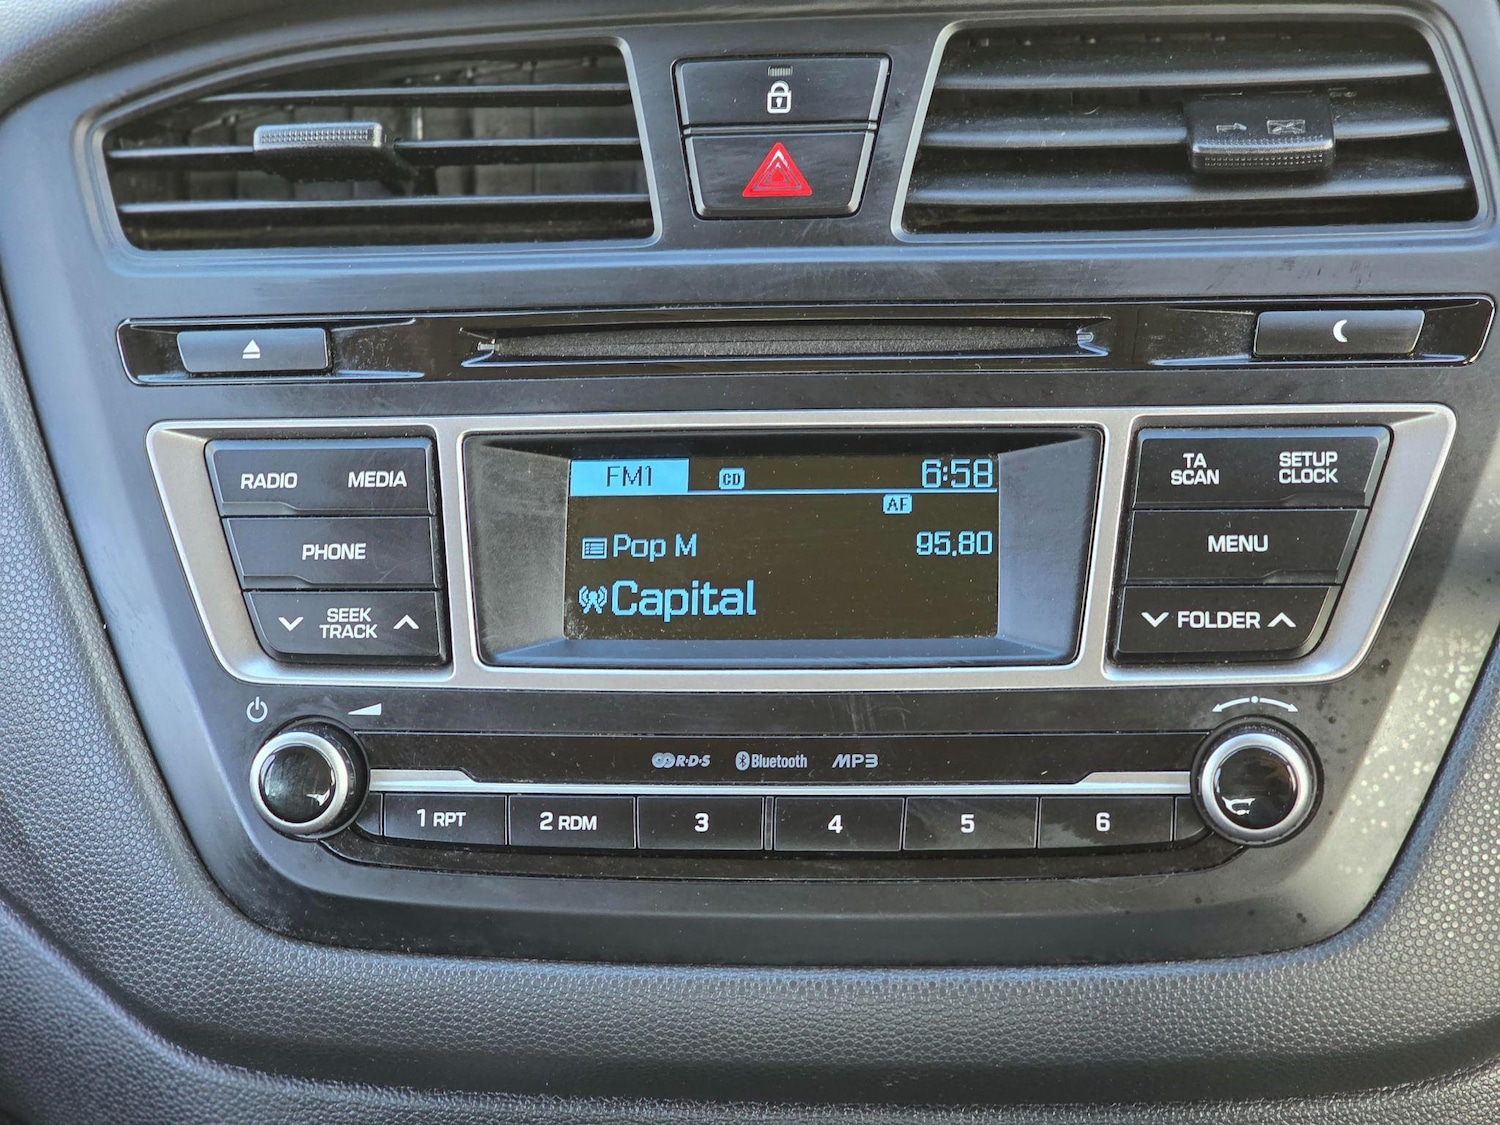 RADIO MEDIA
PHONE
SEEK
TRACK
FM1 CD 6:58
AF
Pop M 95.80
Capital
TA
SCAN
SETUP
CLOCK
MENU
FOLDER
R·D·S Bluetooth MP3
1 RPT 2 RDM 3 4 5 6